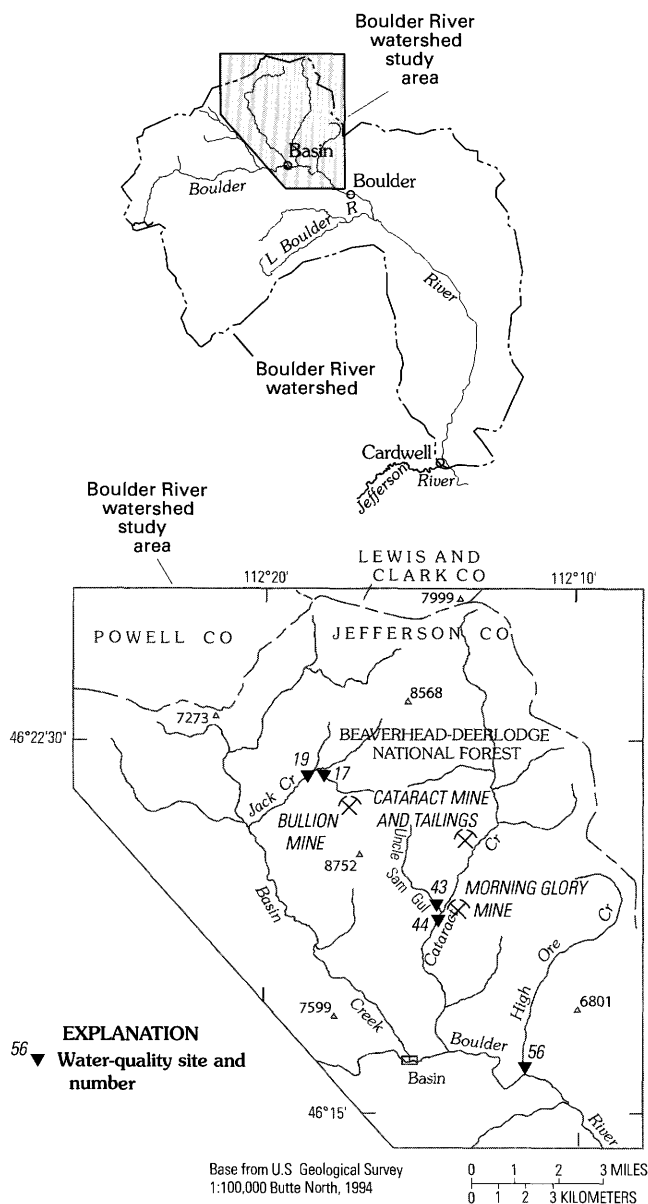 Boulder River
watershed
study
area
Basin
Boulder
Boulder
R
L Boulder
River
Boulder River
watershed
Cardwell
Jefferson
River
Boulder River
watershed
study
area
LEWIS AND
CLARK CO
112°20'
112°10'
7999
POWELL CO
JEFFERSON CO
8568
7273
46°22'30"
BEAVERHEAD-DEERLODGE
NATIONAL FOREST
19
17
Jack Cr
BULLION
MINE
CATARACT MINE
AND TAILINGS
Uncle
Sam Gul
Cr
8752
43
44
MORNING GLORY
MINE
Cataract
Basin
Creek
High Ore Cr
7599
6801
56
Boulder
Basin
River
46°15'
EXPLANATION
56 Water-quality site and
number
Base from U.S Geological Survey
1:100,000 Butte North, 1994
0 1 2 3 MILES
0 1 2 3 KILOMETERS